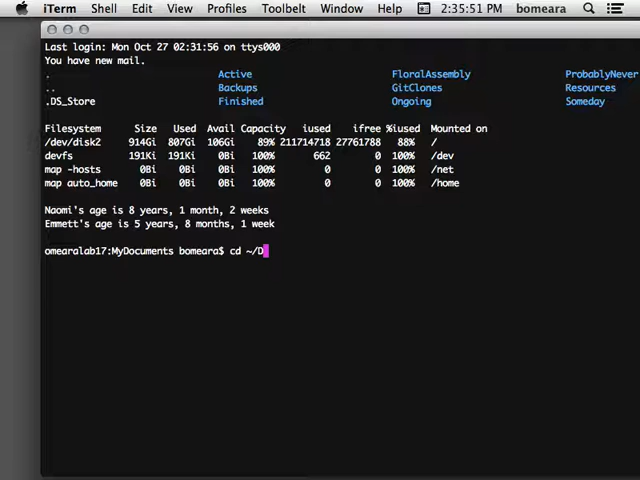 iTerm Shell Edit View Profiles Toolbelt Window Help 2:35:51 PM bomeara
Last login: Mon Oct 27 02:31:56 on ttys000
You have new mail.
. Active FloralAssembly ProbablyNever
.. Backups GitClones Resources
.DS_Store Finished Ongoing Someday
Filesystem Size Used Avail Capacity iused ifree %iused Mounted on
/dev/disk2 914Gi 807Gi 106Gi 89% 211714718 27761788 88% /
devfs 191Ki 191Ki 0Bi 100% 662 0 100% /dev
map -hosts 0Bi 0Bi 0Bi 100% 0 0 100% /net
map auto_home 0Bi 0Bi 0Bi 100% 0 0 100% /home
Naomi's age is 8 years, 1 month, 2 weeks
Emmett's age is 5 years, 8 months, 1 week
omearalab17:MyDocuments bomeara$ cd ~/D